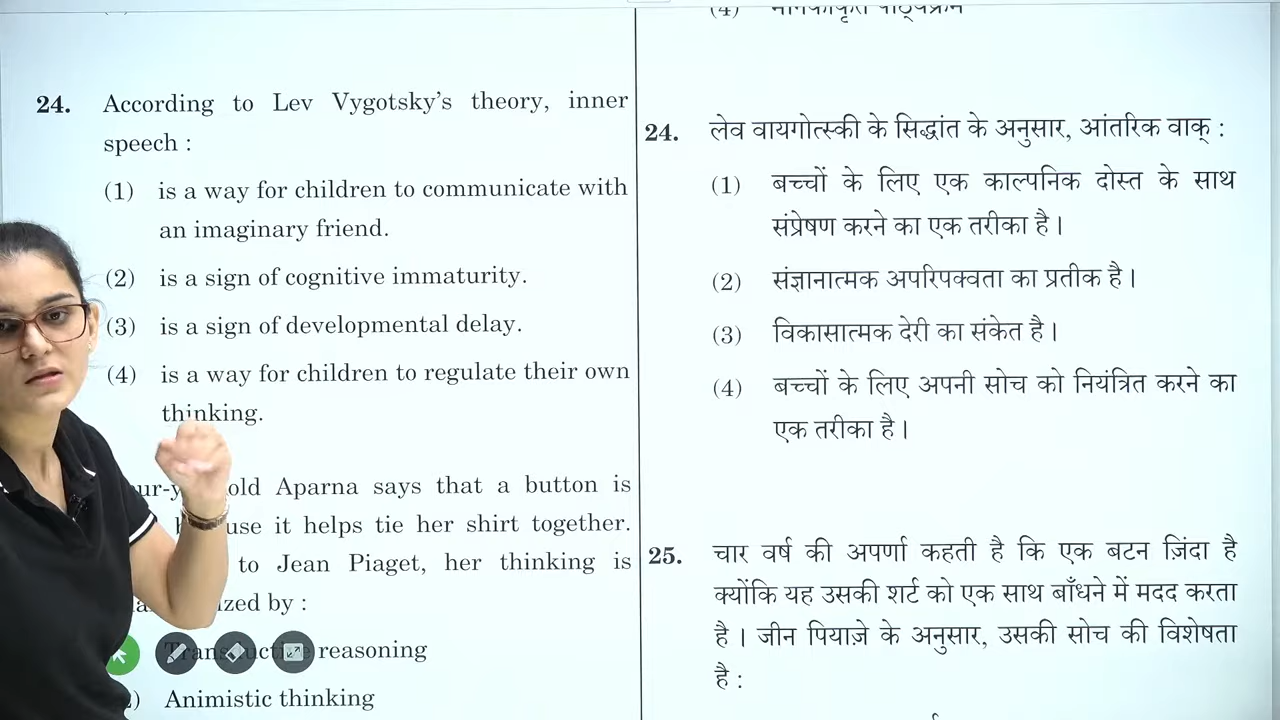 24. According to Lev Vygotsky's theory, inner
speech :
(1) is a way for children to communicate with
an imaginary friend.
(2) is a sign of cognitive immaturity.
(3) is a sign of developmental delay.
(4) is a way for children to regulate their own
thinking.
old Aparna says that a button is
it helps tie her shirt together.
to Jean Piaget, her thinking is
by :
reasoning
Animistic thinking
(4)
24. लेव वायगोत्स्की के सिद्धांत के अनुसार, आंतरिक वाक् :
(1) बच्चों के लिए एक काल्पनिक दोस्त के साथ
संप्रेषण करने का एक तरीका है।
(2) संज्ञानात्मक अपरिपक्वता का प्रतीक है।
(3) विकासात्मक देरी का संकेत है।
(4) बच्चों के लिए अपनी सोच को नियंत्रित करने का
एक तरीका है।
25. चार वर्ष की अपर्णा कहती है कि एक बटन ज़िंदा है
क्योंकि यह उसकी शर्ट को एक साथ बाँधने में मदद करता
है। जीन पियाज़े के अनुसार, उसकी सोच की विशेषता
है :